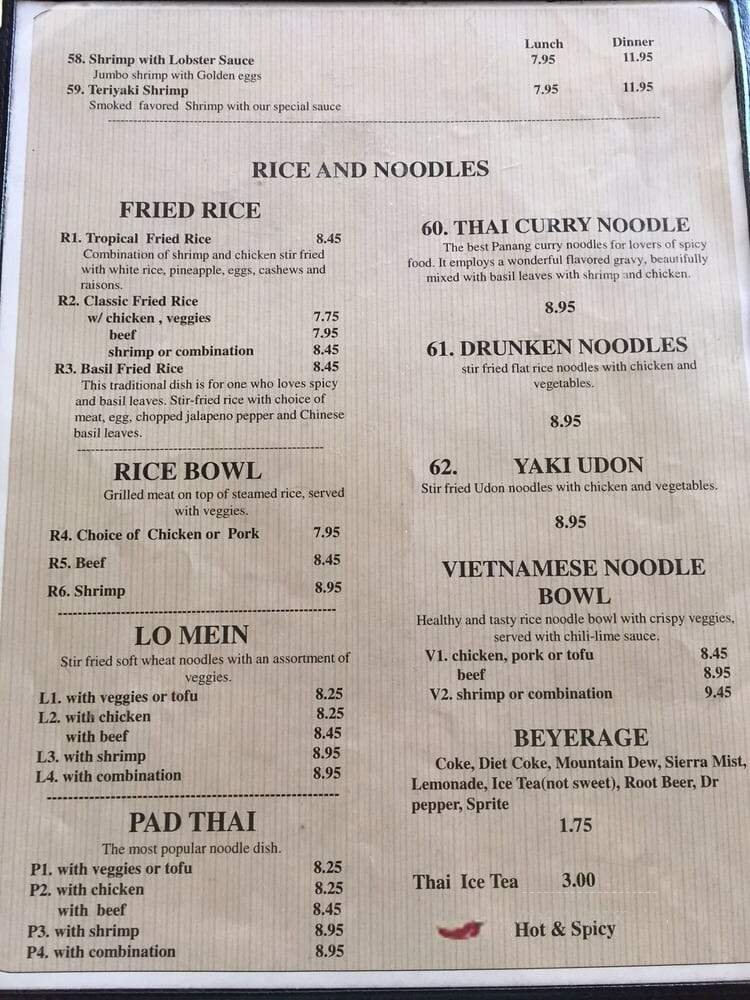 Lunch Dinner
58. Shrimp with Lobster Sauce 7.95 11.95
Jumbo shrimp with Golden eggs
59. Teriyaki Shrimp 7.95 11.95
Smoked favored Shrimp with our special sauce
RICE AND NOODLES
FRIED RICE
R1. Tropical Fried Rice 8.45
Combination of shrimp and chicken stir fried
with white rice, pineapple, eggs, cashews and
raisons.
R2. Classic Fried Rice
w/ chicken , veggies 7.75
beef 7.95
shrimp or combination 8.45
R3. Basil Fried Rice 8.45
This traditional dish is for one who loves spicy
and basil leaves. Stir-fried rice with choice of
meat, egg, chopped jalapeno pepper and Chinese
basil leaves.
RICE BOWL
Grilled meat on top of steamed rice, served
with veggies.
R4. Choice of Chicken or Pork 7.95
R5. Beef 8.45
R6. Shrimp 8.95
LO MEIN
Stir fried soft wheat noodles with an assortment of
veggies.
L1. with veggies or tofu 8.25
L2. with chicken 8.25
with beef 8.45
L3. with shrimp 8.95
L4. with combination 8.95
PAD THAI
The most popular noodle dish.
P1. with veggies or tofu 8.25
P2. with chicken 8.25
with beef 8.45
P3. with shrimp 8.95
P4. with combination 8.95
60. THAI CURRY NOODLE
The best Panang curry noodles for lovers of spicy
food. It employs a wonderful flavored gravy, beautifully
mixed with basil leaves with shrimp and chicken.
8.95
61. DRUNKEN NOODLES
stir fried flat rice noodles with chicken and
vegetables.
8.95
62. YAKI UDON
Stir fried Udon noodles with chicken and vegetables.
8.95
VIETNAMESE NOODLE
BOWL
Healthy and tasty rice noodle bowl with crispy veggies,
served with chili-lime sauce.
V1. chicken, pork or tofu 8.45
beef 8.95
V2. shrimp or combination 9.45
BEYERAGE
Coke, Diet Coke, Mountain Dew, Sierra Mist,
Lemonade, Ice Tea(not sweet), Root Beer, Dr
pepper, Sprite
1.75
Thai Ice Tea 3.00
Hot & Spicy